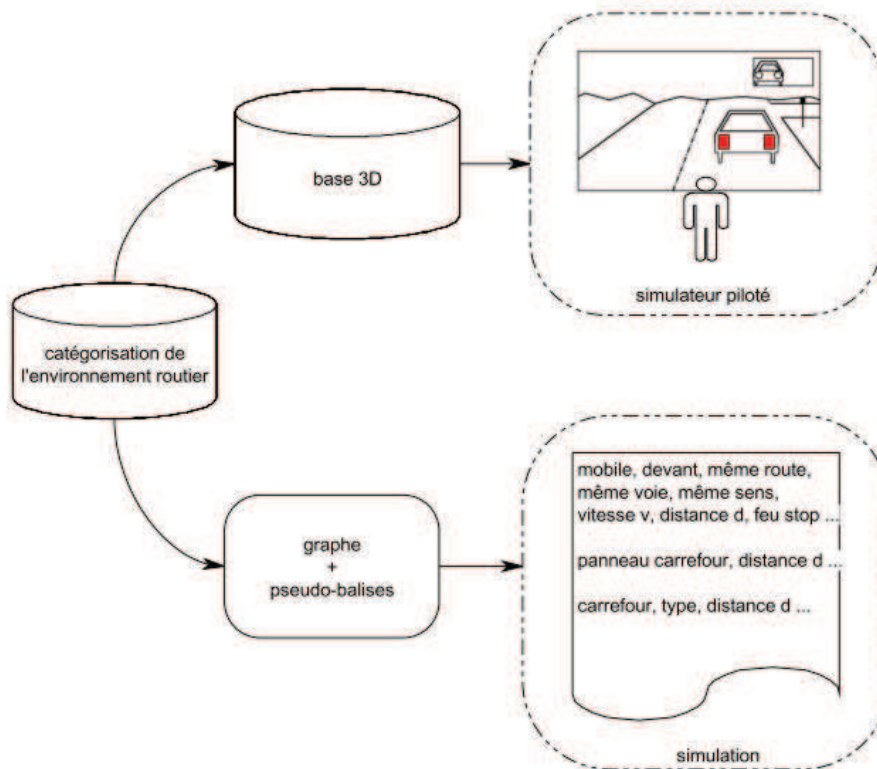 base 3D
simulateur piloté
catégorisation de
l'environnement routier
mobile, devant, même route,
même voie, même sens,
vitesse v, distance d, feu stop ...
panneau carrefour, distance d ...
carrefour, type, distance d ...
graphe
+
pseudo-balises
simulation